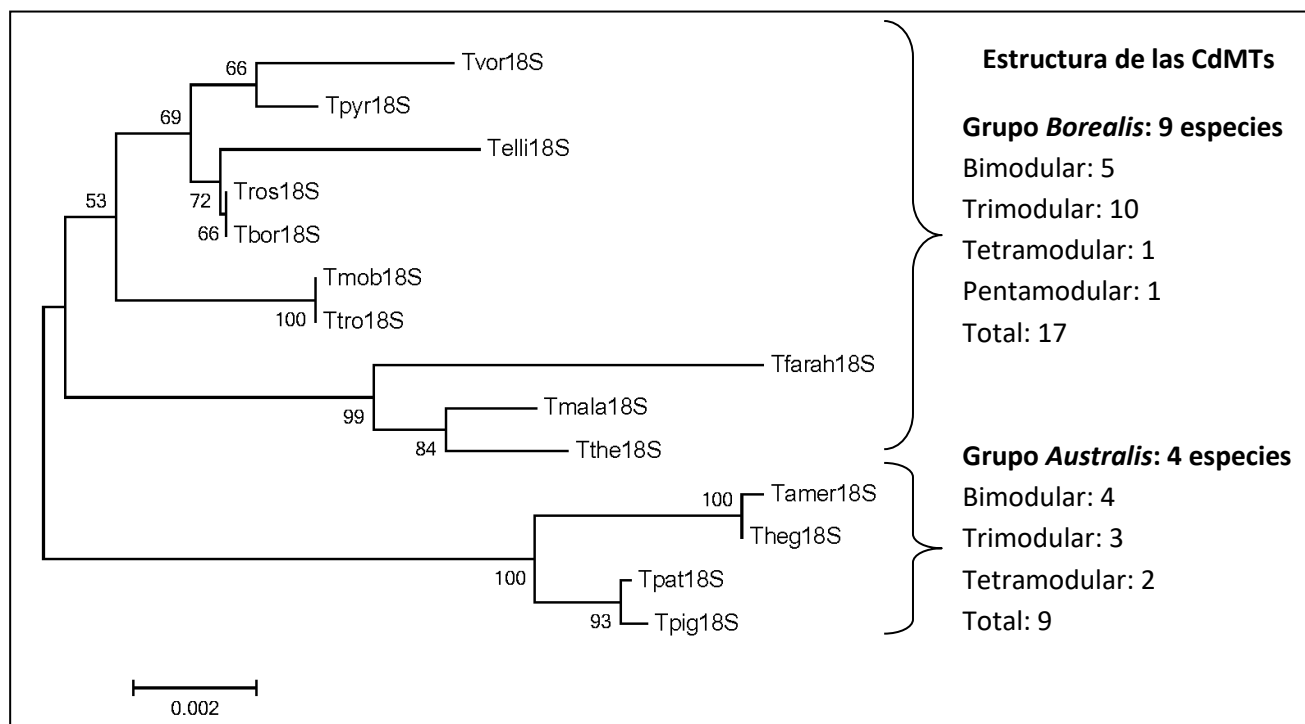 66
Tvor18S
Tpyr18S
69
Telli18S
72
Tros18S
66
Tbor18S
53
Tmob18S
100
Ttro18S
Tfarah18S
99
Tmala18S
84
Tthe18S
100
Tamer18S
Theg18S
100
Tpat18S
93
Tpig18S
0.002
Estructura de las CdMTs
Grupo Borealis: 9 especies
Bimodular: 5
Trimodular: 10
Tetramodular: 1
Pentamodular: 1
Total: 17
Grupo Australis: 4 especies
Bimodular: 4
Trimodular: 3
Tetramodular: 2
Total: 9